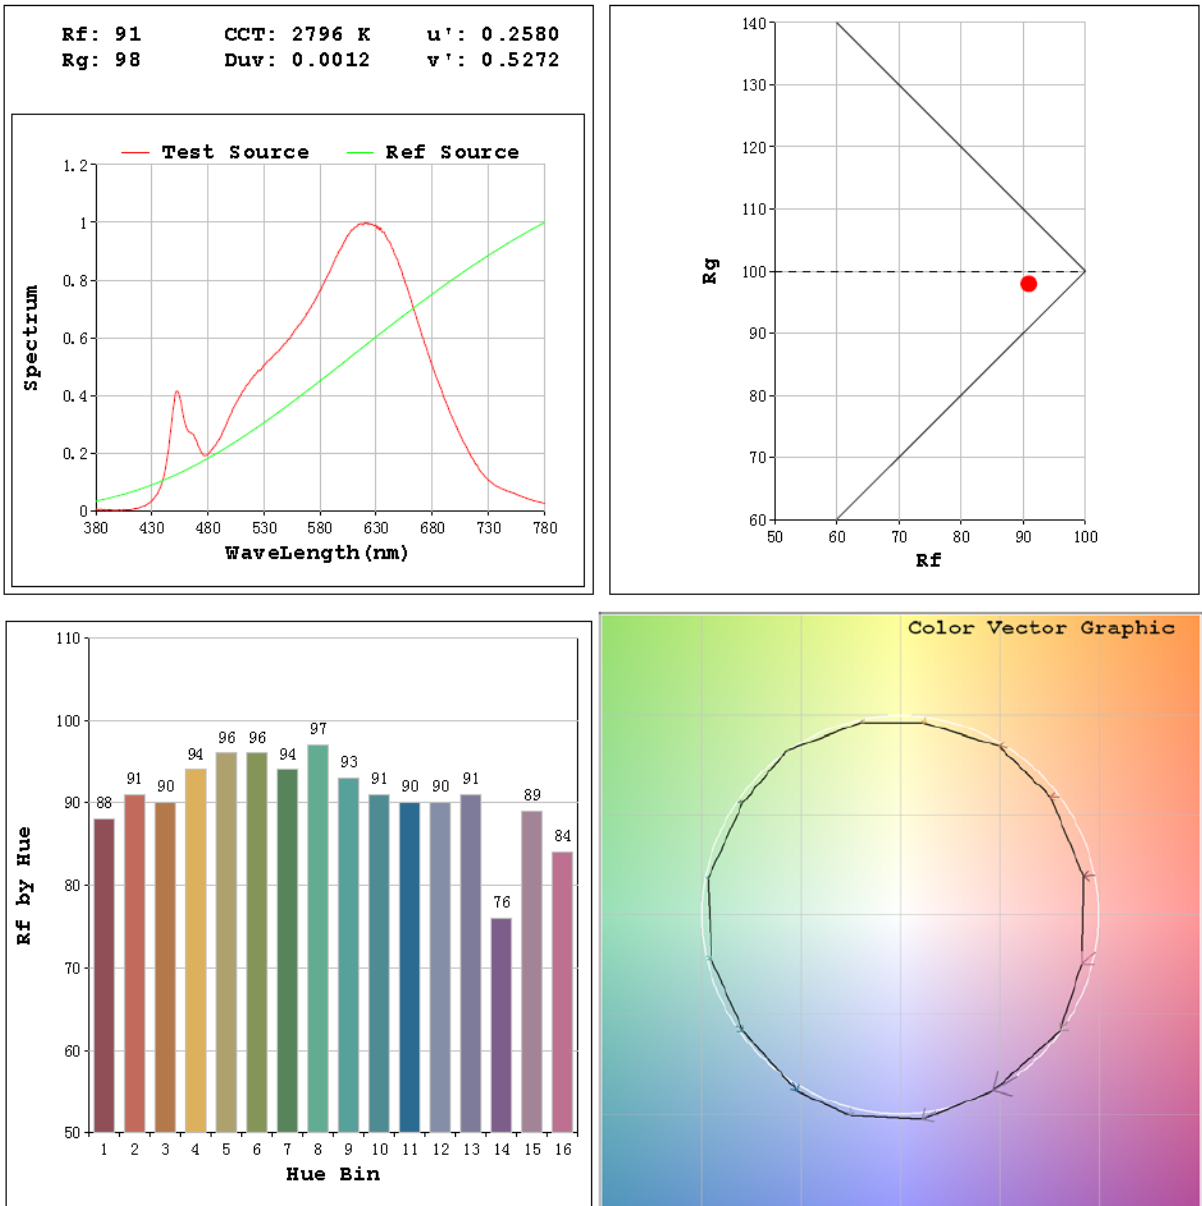 Rf: 91 CCT: 2796 K u': 0.2580
Rg: 98 Duv: 0.0012 v': 0.5272
Test Source Ref Source
1.2
1
0.8
0.6
0.4
0.2
0
Spectrum
380 430 480 530 580 630 680 730 780
WaveLength(nm)
140
130
120
110
100
90
80
70
60
Rg
50 60 70 80 90 100
Rf
110
100
90
80
70
60
50
Rf by Hue
88 91 90 94 96 96 94 97 93 91 90 90 91 76 89 84
1 2 3 4 5 6 7 8 9 10 11 12 13 14 15 16
Hue Bin
Color Vector Graphic